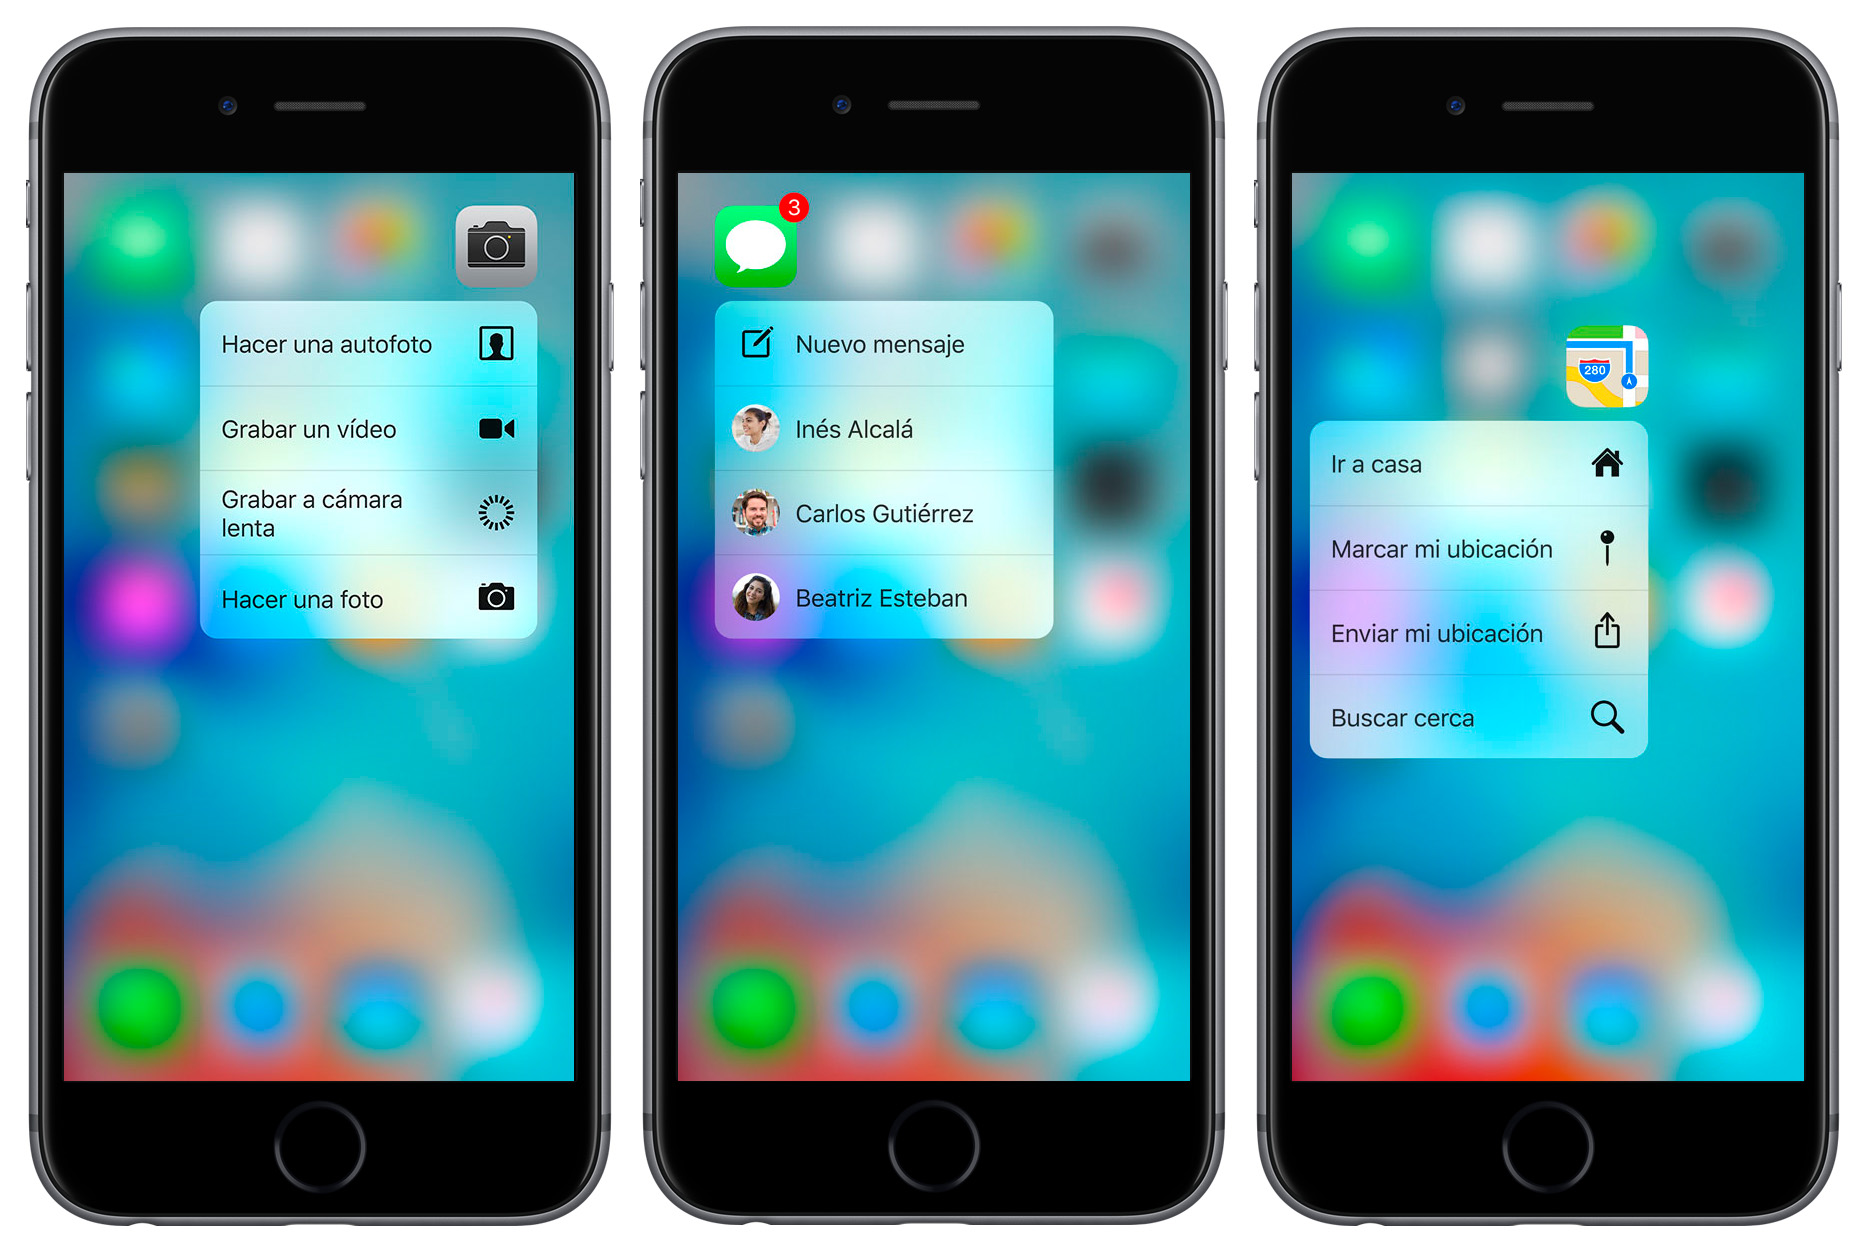 Hacer una autofoto
Grabar un vídeo
Grabar a cámara
lenta
Hacer una foto
3
Nuevo mensaje
Inés Alcalá
Carlos Gutiérrez
Beatriz Esteban
280
Ir a casa
Marcar mi ubicación
Enviar mi ubicación
Buscar cerca